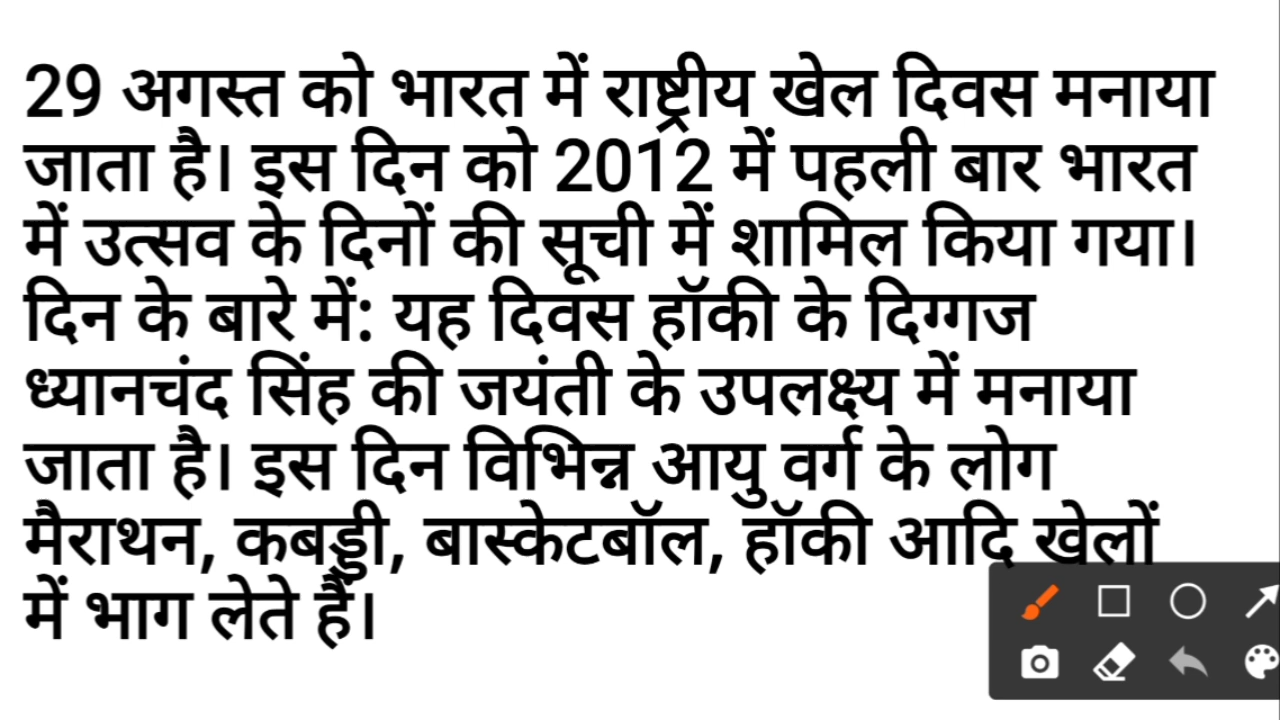 29 अगस्त को भारत में राष्ट्रीय खेल दिवस मनाया
जाता है। इस दिन को 2012 में पहली बार भारत
में उत्सव के दिनों की सूची में शामिल किया गया।
दिन के बारे में: यह दिवस हॉकी के दिग्गज
ध्यानचंद सिंह की जयंती के उपलक्ष्य में मनाया
जाता है। इस दिन विभिन्न आयु वर्ग के लोग
मैराथन, कबड्डी, बास्केटबॉल, हॉकी आदि खेलों
में भाग लेते हैं।